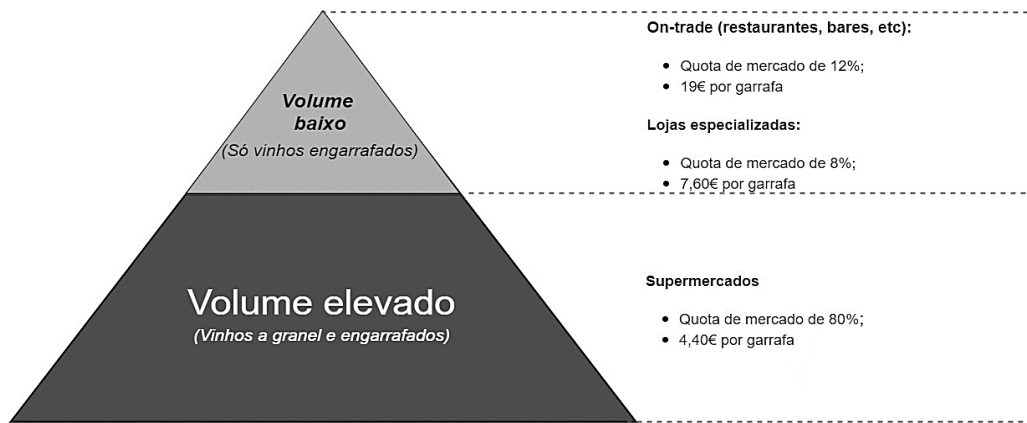 Volume
baixo
(Só vinhos engarrafados)
Volume elevado
(Vinhos a granel e engarrafados)
On-trade (restaurantes, bares, etc):
• Quota de mercado de 12%;
• 19€ por garrafa
Lojas especializadas:
• Quota de mercado de 8%;
• 7,60€ por garrafa
Supermercados
• Quota de mercado de 80%;
• 4,40€ por garrafa